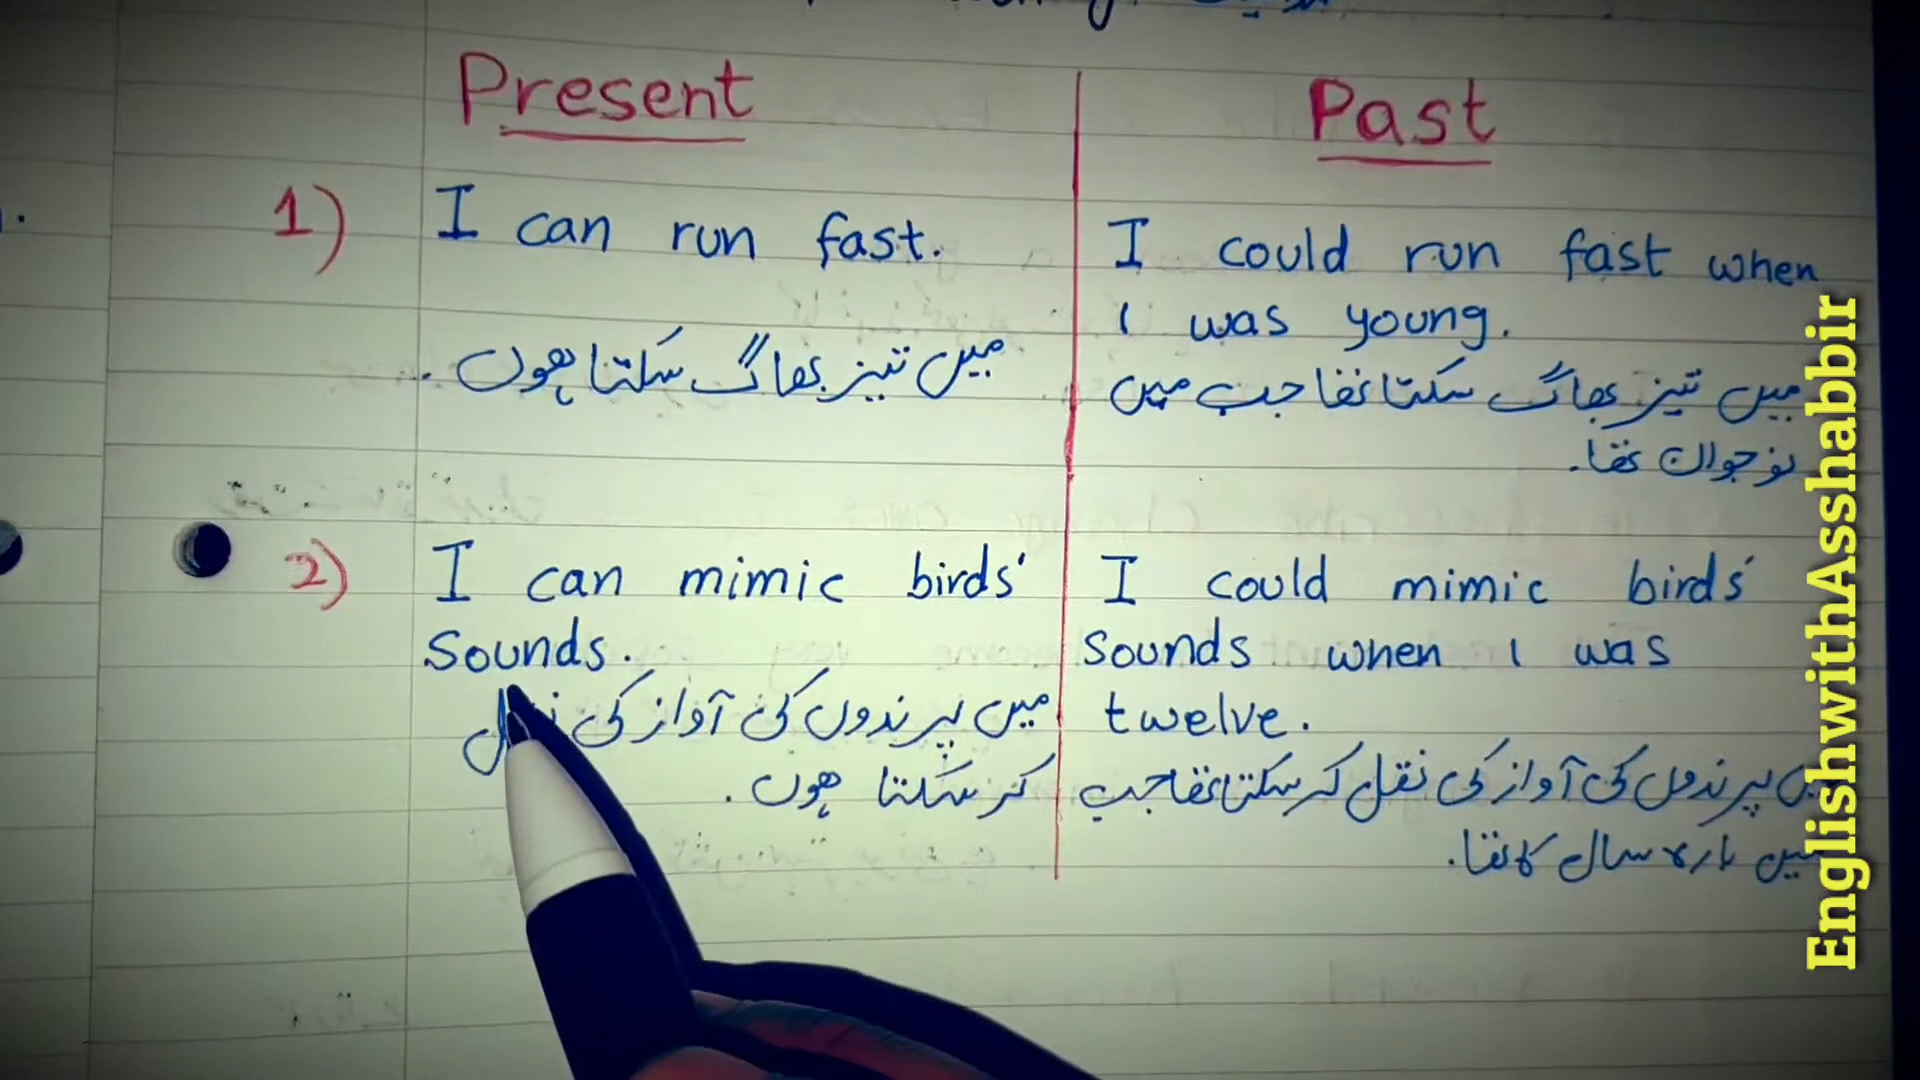 Present
Past
1) I can run fast.
میں تیز بھاگ سکتا ہوں.
I could run fast when
I was young.
میں تیز بھاگ سکتا تھا جب میں
نوجوان تھا.
2) I can mimic birds'
Sounds.
میں پرندوں کی آواز کی
کر سکتا ہوں.
I could mimic birds'
Sounds when I was
twelve.
پرندوں کی آواز کی نقل کر سکتا تھا جب
میں بارہ سال کا تھا.
EnglishwithAsshabbir